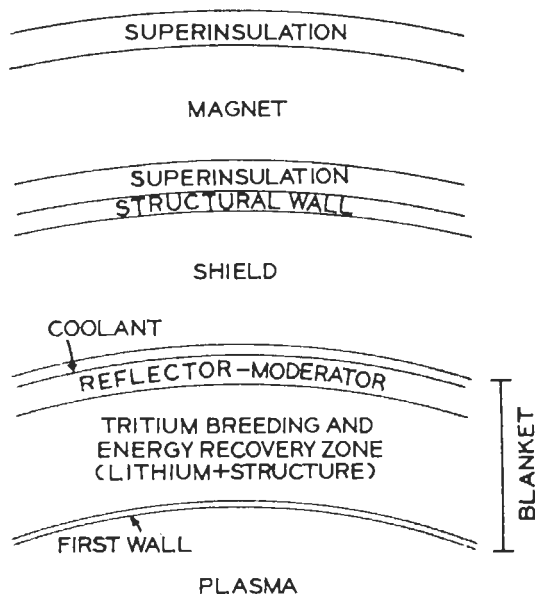 SUPERINSULATION
MAGNET
SUPERINSULATION
STRUCTURAL WALL
SHIELD
COOLANT
REFLECTOR-MODERATOR
TRITIUM BREEDING AND
ENERGY RECOVERY ZONE
(LITHIUM+STRUCTURE)
BLANKET
FIRST WALL
PLASMA